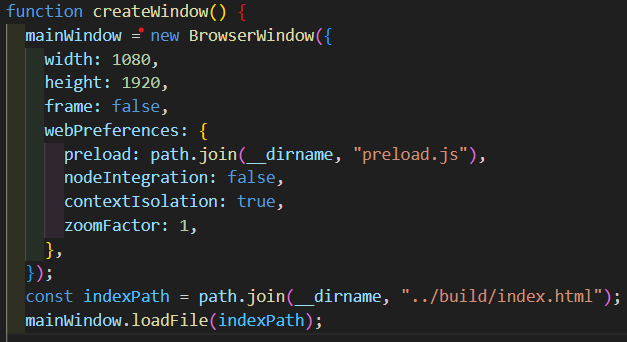 function createWindow() {
mainWindow = new BrowserWindow({
width: 1080,
height: 1920,
frame: false,
webPreferences: {
preload: path.join(__dirname, "preload.js"),
nodeIntegration: false,
contextIsolation: true,
zoomFactor: 1,
},
});
const indexPath = path.join(__dirname, "../build/index.html");
mainWindow.loadFile(indexPath);